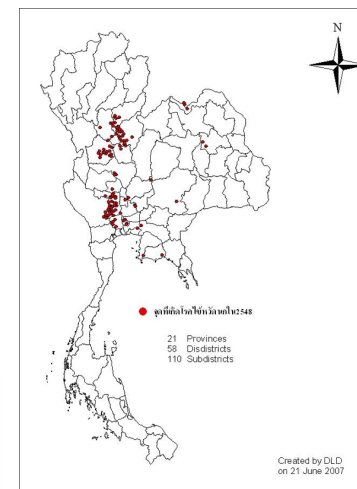 N
จุดที่เกิดโรคไข้หวัดนกใน2548
21 Provinces
58 Disdistricts
110 Subdistricts
Created by DLD
on 21 June 2007